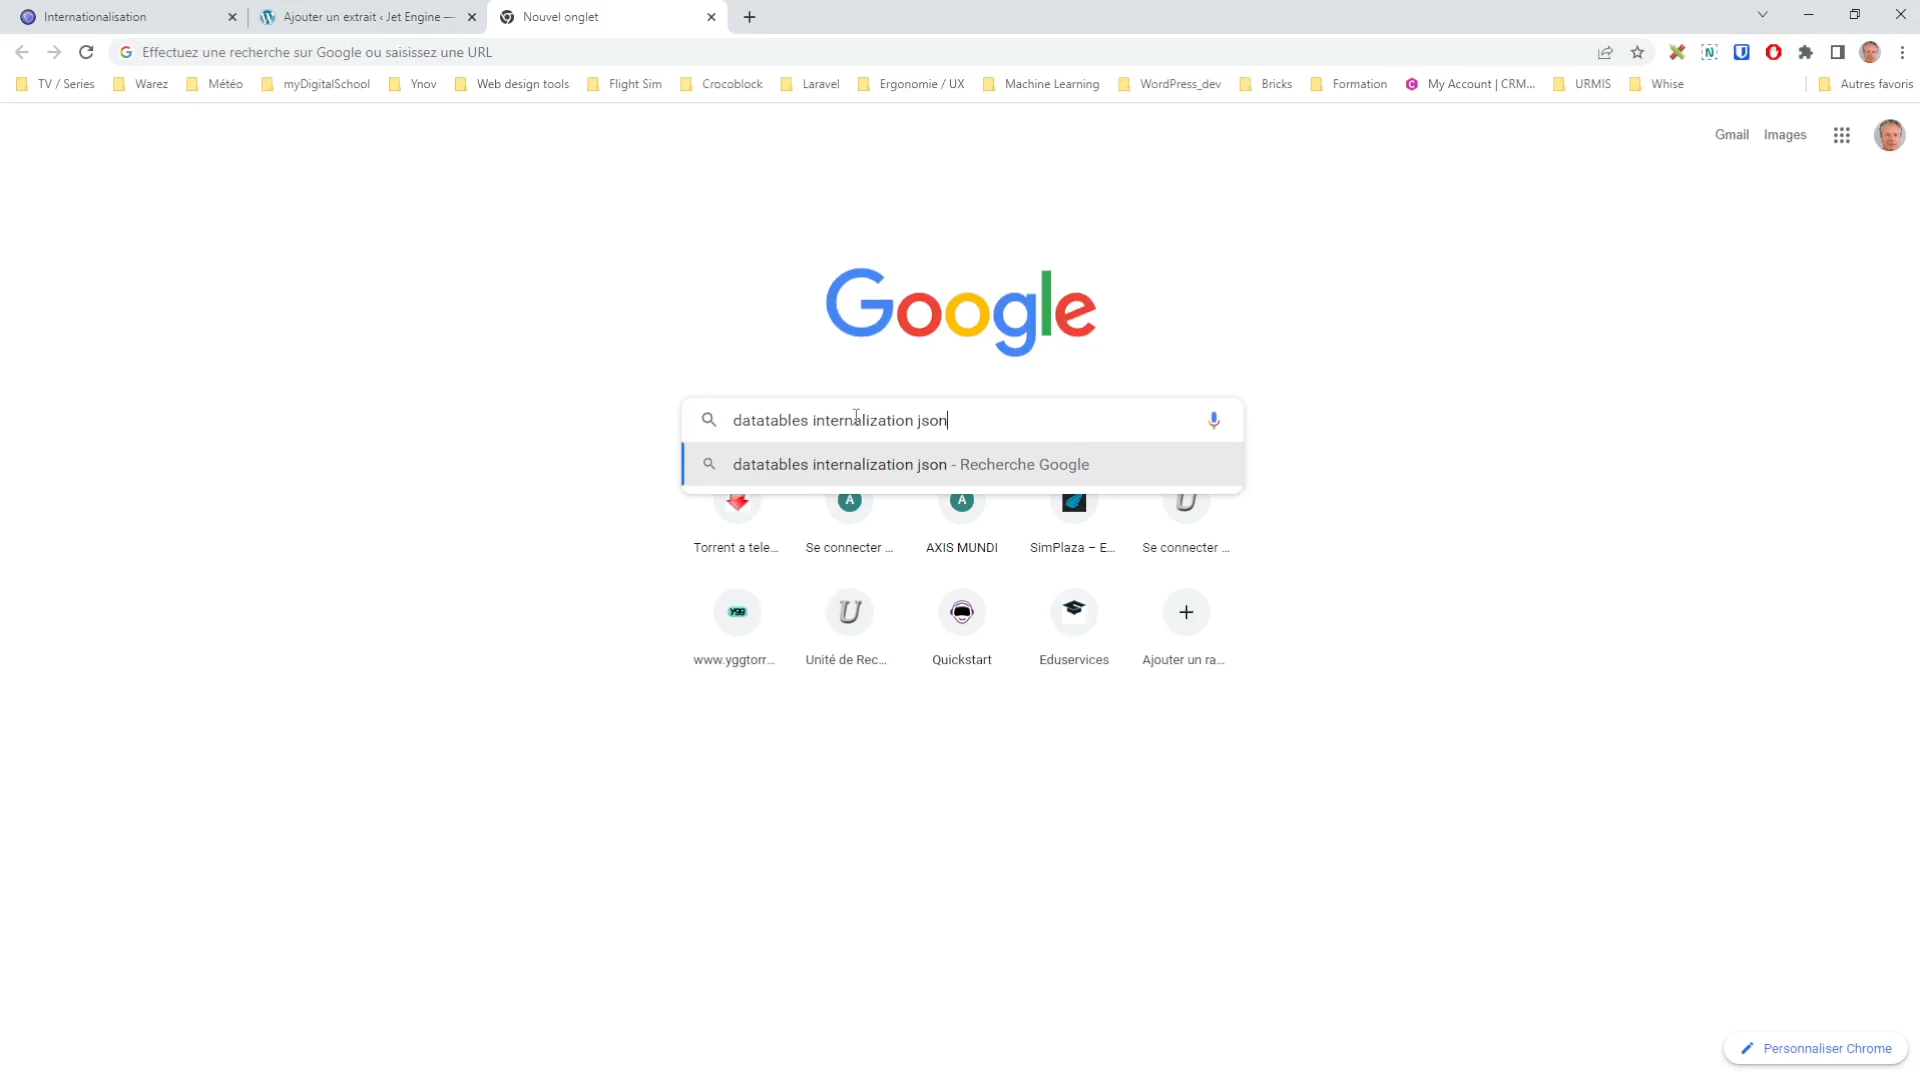 Internationalisation
Ajouter un extrait ‹ Jet Engine —
Nouvel onglet
Effectuez une recherche sur Google ou saisissez une URL
TV / Series
Warez
Météo
myDigitalSchool
Ynov
Web design tools
Flight Sim
Crocoblock
Laravel
Ergonomie / UX
Machine Learning
WordPress_dev
Bricks
Formation
My Account | CRM...
URMIS
Whise
Autres favoris
Gmail
Images
Google
datatables internalization json
datatables internalization json - Recherche Google
A
A
U
Torrent a tele...
Se connecter ...
AXIS MUNDI
SimPlaza – E...
Se connecter ...
ygg
U
www.yggtorr...
Unité de Rec...
Quickstart
Eduservices
Ajouter un ra...
Personnaliser Chrome